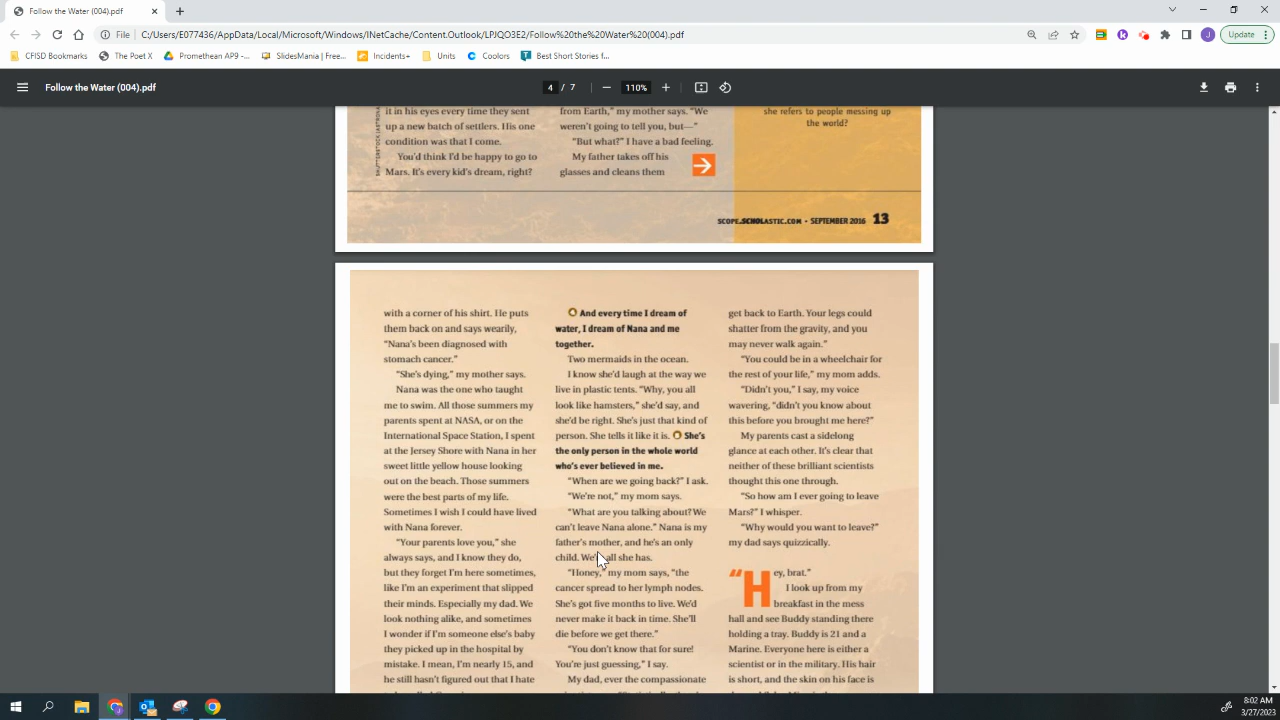 Follow the Water (004).pdf
File
C:/Users/E077436/AppData/Local/Microsoft/Windows/INetCache/Content.Outlook/LPJQO3E2/Follow%20the%20Water%20(004).pdf
J
Update
CFISD Bookmarks
The Poet X
Promethean AP9-...
SlidesMania | Free...
Incidents+
Units
Coolors
Best Short Stories f...
Follow the Water (004).pdf
4 / 7
110%
it in his eyes every time they sent
up a new batch of settlers. His one
condition was that I come.
You'd think I'd be happy to go to
Mars. It's every kid's dream, right?
from Earth," my mother says. "We
weren't going to tell you, but—"
"But what?" I have a bad feeling.
My father takes off his
glasses and cleans them
she refers to people messing up
the world?
SCOPE.SCHOLASTIC.COM • SEPTEMBER 2016 13
with a corner of his shirt. He puts
them back on and says wearily,
"Nana's been diagnosed with
stomach cancer."
"She's dying," my mother says.
Nana was the one who taught
me to swim. All those summers my
parents spent at NASA, or on the
International Space Station, I spent
at the Jersey Shore with Nana in her
sweet little yellow house looking
out on the beach. Those summers
were the best parts of my life.
Sometimes I wish I could have lived
with Nana forever.
"Your parents love you," she
always says, and I know they do,
but they forget I'm here sometimes,
like I'm an experiment that slipped
their minds. Especially my dad. We
look nothing alike, and sometimes
I wonder if I'm someone else's baby
they picked up in the hospital by
mistake. I mean, I'm nearly 15, and
he still hasn't figured out that I hate
And every time I dream of
water, I dream of Nana and me
together.
Two mermaids in the ocean.
I know she'd laugh at the way we
live in plastic tents. "Why, you all
look like hamsters," she'd say, and
she'd be right. She's just that kind of
person. She tells it like it is. She's
the only person in the whole world
who's ever believed in me.
"When are we going back?" I ask.
"We're not," my mom says.
"What are you talking about? We
can't leave Nana alone." Nana is my
father's mother, and he's an only
child. We're all she has.
"Honey," my mom says, "the
cancer spread to her lymph nodes.
She's got five months to live. We'd
never make it back in time. She'll
die before we get there."
"You don't know that for sure!
You're just guessing," I say.
My dad, ever the compassionate
get back to Earth. Your legs could
shatter from the gravity, and you
may never walk again."
"You could be in a wheelchair for
the rest of your life," my mom adds.
"Didn't you," I say, my voice
wavering, "didn't you know about
this before you brought me here?"
My parents cast a sidelong
glance at each other. It's clear that
neither of these brilliant scientists
thought this one through.
"So how am I ever going to leave
Mars?" I whisper.
"Why would you want to leave?"
my dad says quizzically.
"Hey, brat."
I look up from my
breakfast in the mess
hall and see Buddy standing there
holding a tray. Buddy is 21 and a
Marine. Everyone here is either a
scientist or in the military. His hair
is short, and the skin on his face is
8:02 AM
3/27/2023